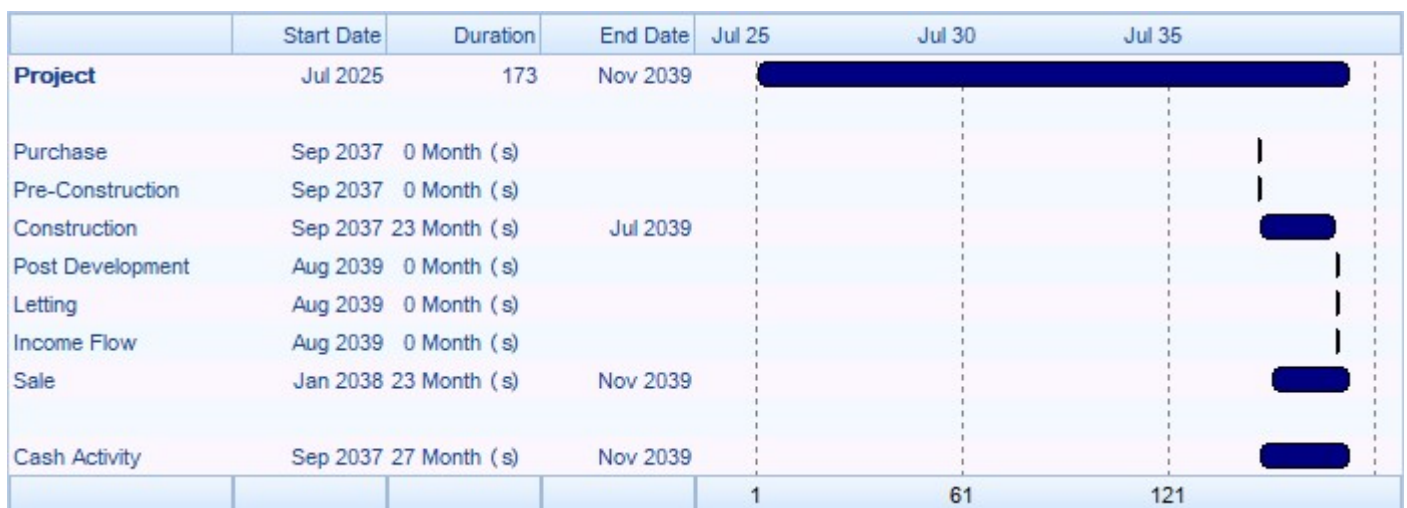 Start Date Duration End Date Jul 25 Jul 30 Jul 35
Project Jul 2025 173 Nov 2039
Purchase Sep 2037 0 Month (s)
Pre-Construction Sep 2037 0 Month (s)
Construction Sep 2037 23 Month (s) Jul 2039
Post Development Aug 2039 0 Month (s)
Letting Aug 2039 0 Month (s)
Income Flow Aug 2039 0 Month (s)
Sale Jan 2038 23 Month (s) Nov 2039
Cash Activity Sep 2037 27 Month (s) Nov 2039
1 61 121